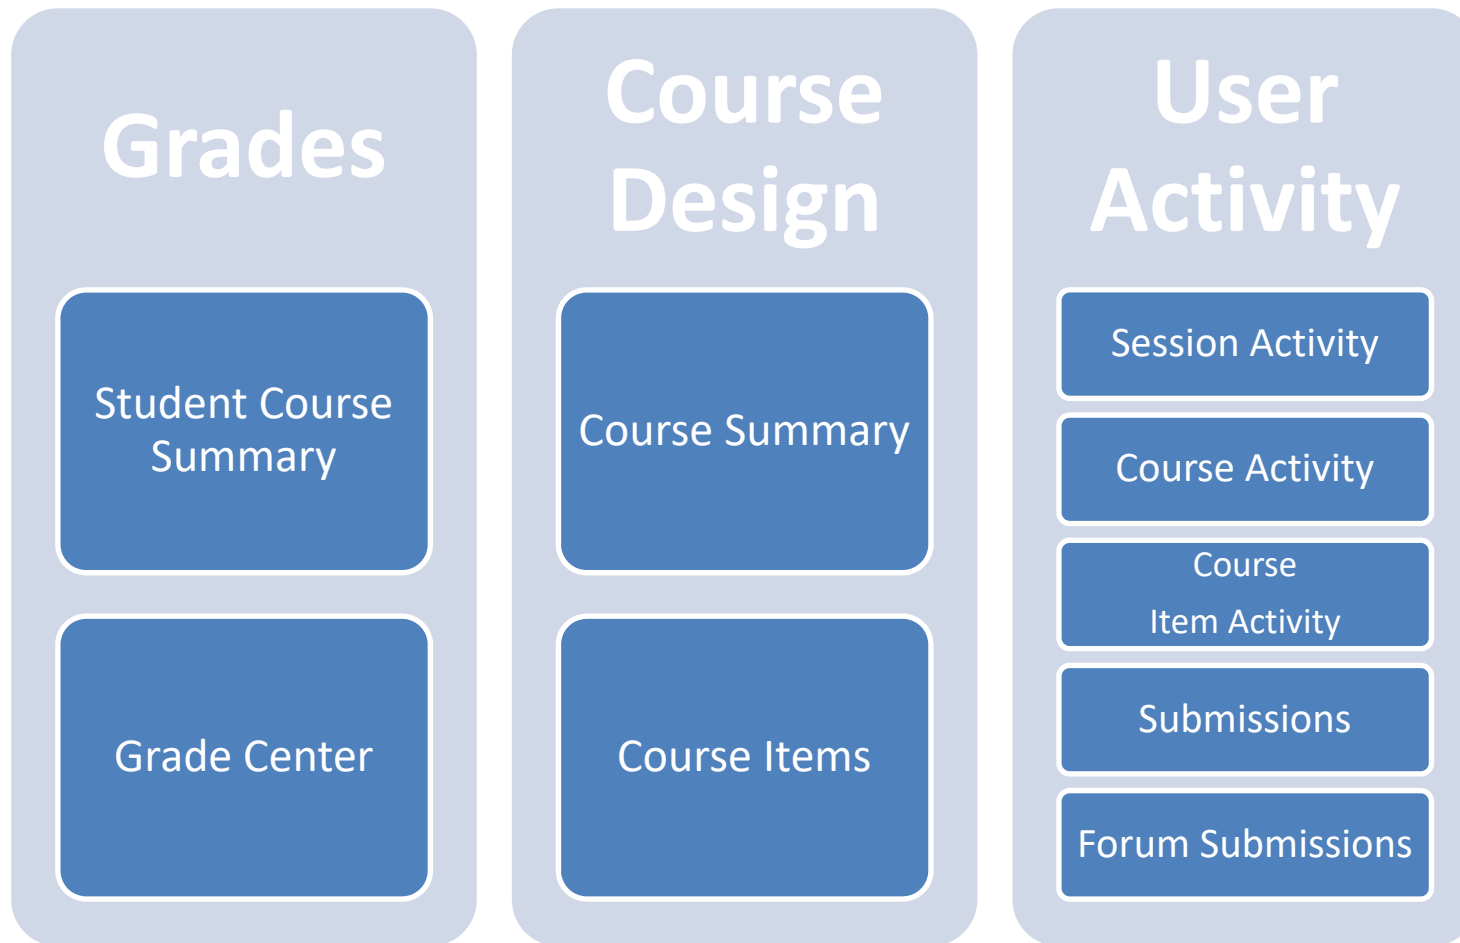 Grades
Student Course
Summary
Grade Center
Course
Design
Course Summary
Course Items
User
Activity
Session Activity
Course Activity
Course
Item Activity
Submissions
Forum Submissions